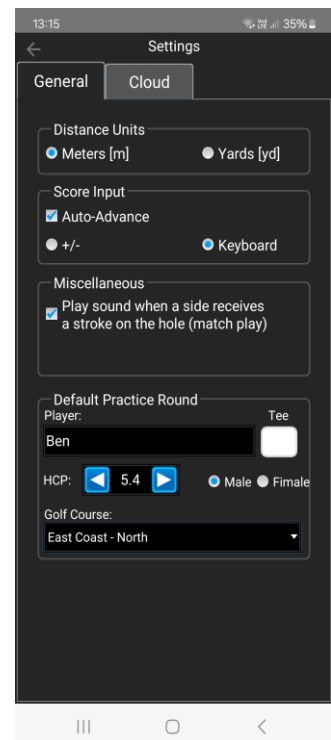 13:15 35%
Settings
General Cloud
Distance Units
Meters [m] Yards [yd]
Score Input
Auto-Advance
+/- Keyboard
Miscellaneous
Play sound when a side receives
a stroke on the hole (match play)
Default Practice Round
Player: Tee
Ben
HCP: 5.4 Male Fimale
Golf Course:
East Coast - North